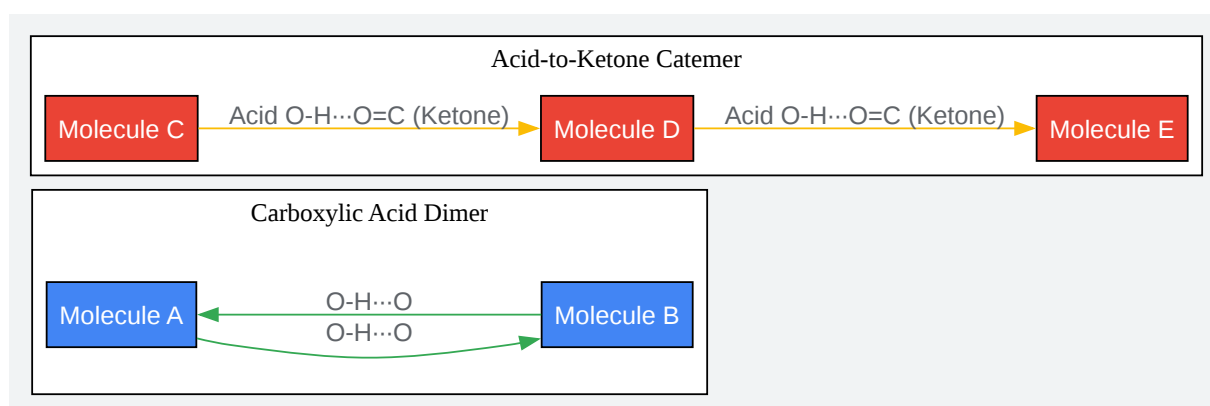 Acid-to-Ketone Catemer
Molecule C
Acid O-H···O=C (Ketone)
Molecule D
Acid O-H···O=C (Ketone)
Molecule E
Carboxylic Acid Dimer
Molecule A
O-H···O
O-H···O
Molecule B